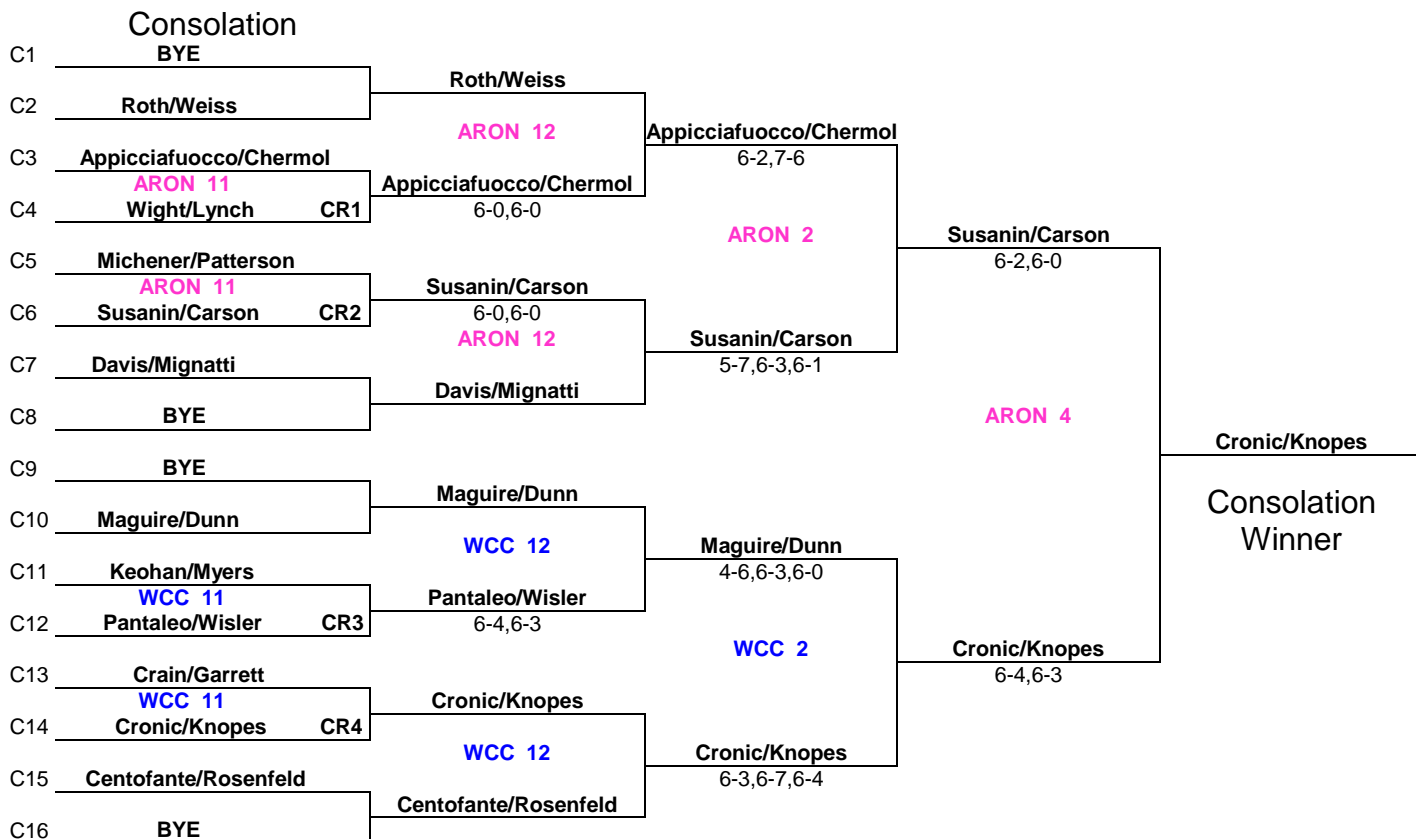 Consolation
C1 BYE
Roth/Weiss
C2 Roth/Weiss
ARON 12
Appicciafuocco/Chermol
6-2,7-6
C3 Appicciafuocco/Chermol
ARON 11
Appicciafuocco/Chermol
6-0,6-0
C4 Wight/Lynch CR1
ARON 2
Susanin/Carson
6-2,6-0
C5 Michener/Patterson
ARON 11
Susanin/Carson
6-0,6-0
C6 Susanin/Carson CR2
ARON 12
Susanin/Carson
5-7,6-3,6-1
C7 Davis/Mignatti
Davis/Mignatti
C8 BYE
ARON 4
Cronic/Knopes
Consolation
Winner
C9 BYE
Maguire/Dunn
C10 Maguire/Dunn
WCC 12
Maguire/Dunn
4-6,6-3,6-0
C11 Keohan/Myers
WCC 11
Pantaleo/Wisler
6-4,6-3
C12 Pantaleo/Wisler CR3
WCC 2
Cronic/Knopes
6-4,6-3
C13 Crain/Garrett
WCC 11
Cronic/Knopes
C14 Cronic/Knopes CR4
WCC 12
Cronic/Knopes
6-3,6-7,6-4
C15 Centofante/Rosenfeld
Centofante/Rosenfeld
C16 BYE